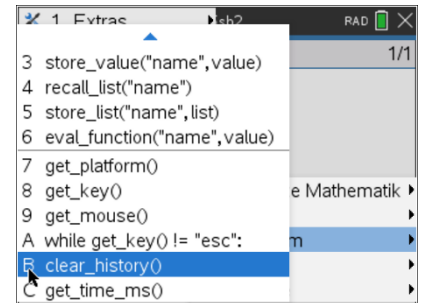 1 Extras sh2 RAD
1/1
3 store_value("name",value)
4 recall_list("name")
5 store_list("name",list)
6 eval_function("name",value)
7 get_platform()
8 get_key()
e Mathematik
9 get_mouse()
A while get_key() != "esc":
m
B clear_history()
C get_time_ms()